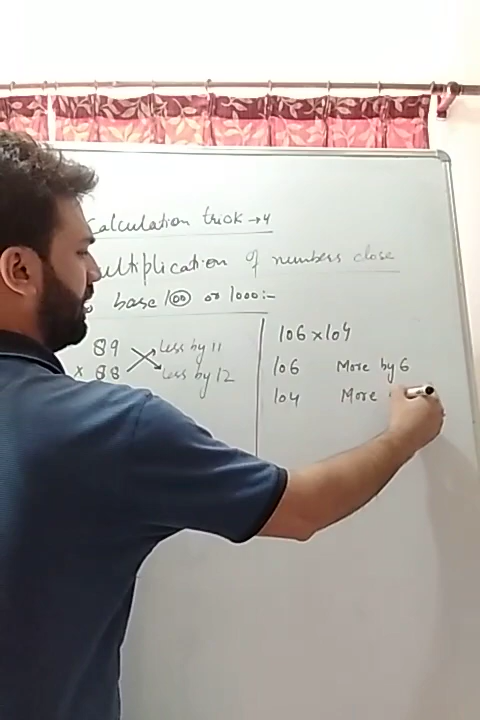 Calculation trick → 4
ultiplication of numbers close
base 100 or 1000:-
89 Less by 11
x 88 Less by 12
106 x 104
106 More by 6
104 More